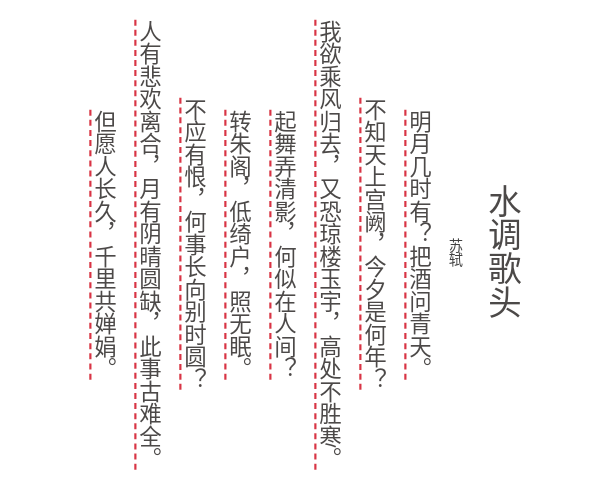 水调歌头
苏轼
明月几时有？把酒问青天。
不知天上宫阙，今夕是何年？
我欲乘风归去，又恐琼楼玉宇，高处不胜寒。
起舞弄清影，何似在人间？
转朱阁，低绮户，照无眠。
不应有恨，何事长向别时圆？
人有悲欢离合，月有阴晴圆缺，此事古难全。
但愿人长久，千里共婵娟。